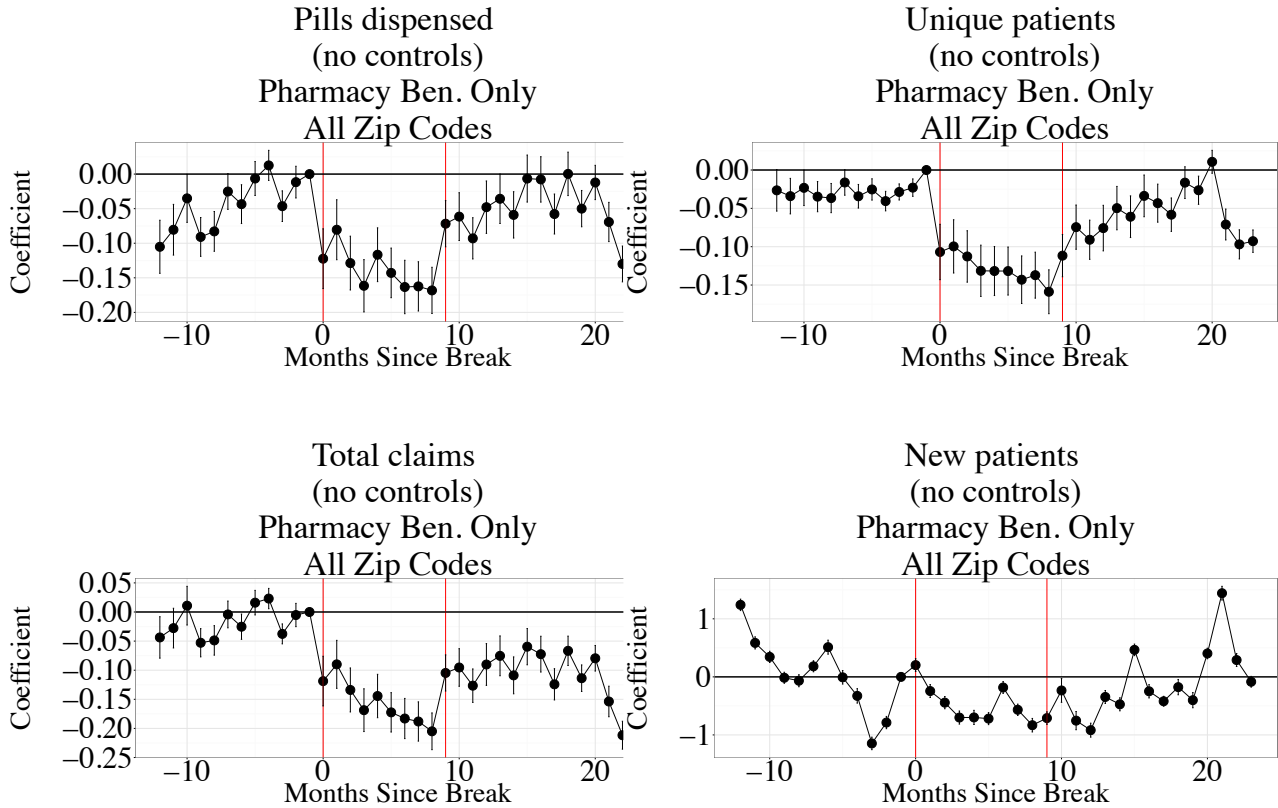 Pills dispensed
(no controls)
Pharmacy Ben. Only
All Zip Codes
0.00
−0.05
−0.10
−0.15
−0.20
Coefficient
−10
0
10
20
Months Since Break
Unique patients
(no controls)
Pharmacy Ben. Only
All Zip Codes
0.00
−0.05
−0.10
−0.15
Coefficient
−10
0
10
20
Months Since Break
Total claims
(no controls)
Pharmacy Ben. Only
All Zip Codes
0.05
0.00
−0.05
−0.10
−0.15
−0.20
−0.25
Coefficient
−10
0
10
20
Months Since Break
New patients
(no controls)
Pharmacy Ben. Only
All Zip Codes
1
0
−1
Coefficient
−10
0
10
20
Months Since Break